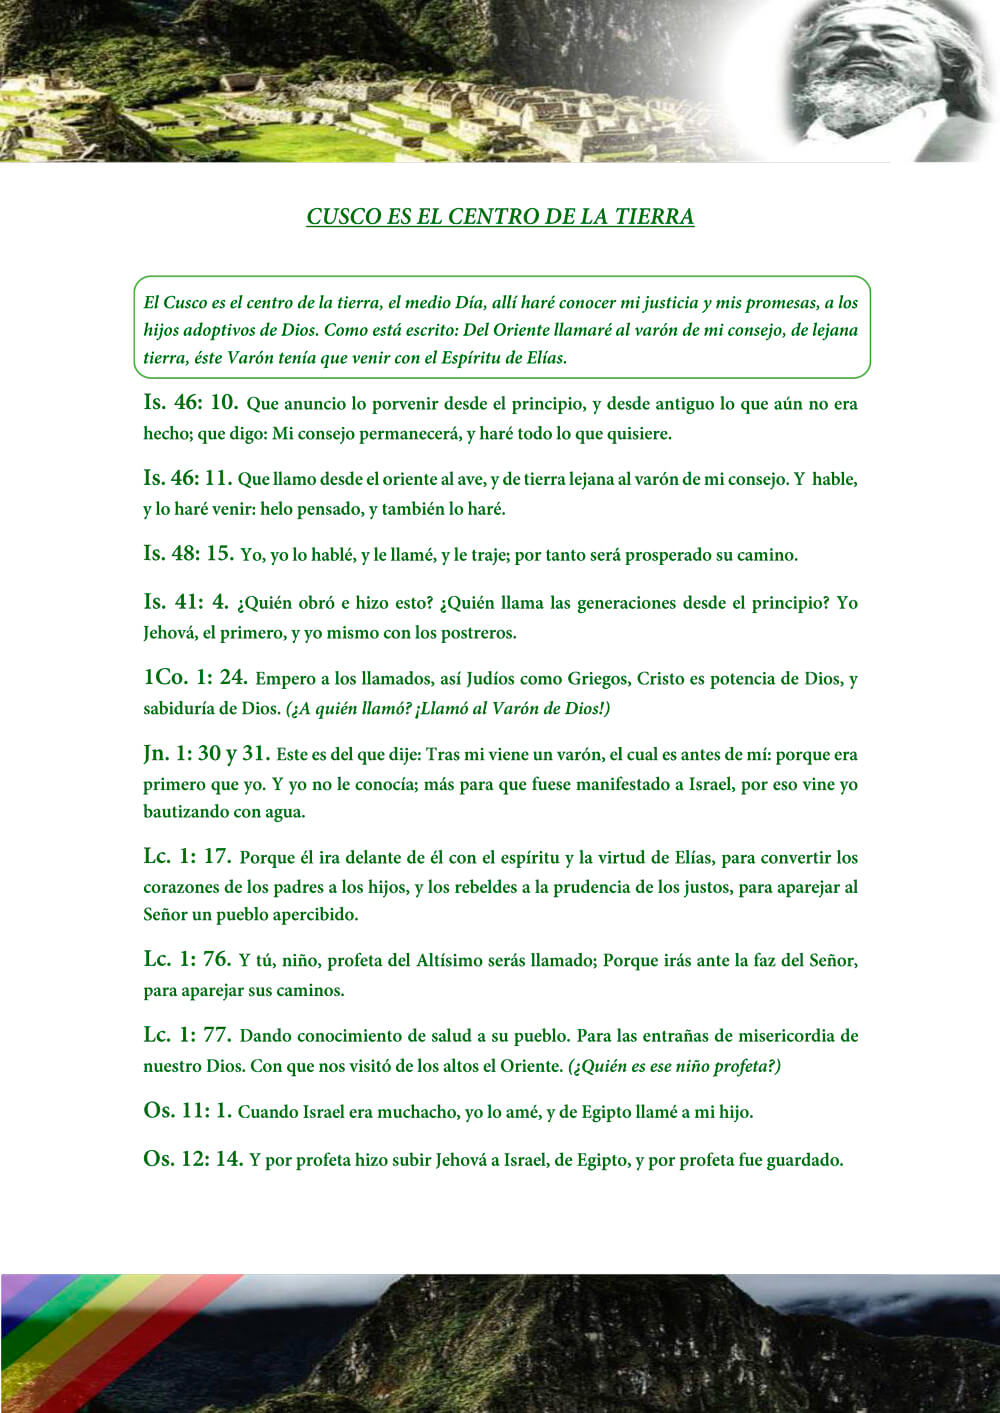 CUSCO ES EL CENTRO DE LA TIERRA
El Cusco es el centro de la tierra, el medio Día, allí haré conocer mi justicia y mis promesas, a los
hijos adoptivos de Dios. Como está escrito: Del Oriente llamaré al varón de mi consejo, de lejana
tierra, éste Varón tenía que venir con el Espíritu de Elías.
Is. 46: 10. Que anuncio lo porvenir desde el principio, y desde antiguo lo que aún no era
hecho; que digo: Mi consejo permanecerá, y haré todo lo que quisiere.
Is. 46: 11. Que llamo desde el oriente al ave, y de tierra lejana al varón de mi consejo. Y hable,
y lo haré venir: helo pensado, y también lo haré.
Is. 48: 15. Yo, yo lo hablé, y le llamé, y le traje; por tanto será prosperado su camino.
Is. 41: 4. ¿Quién obró e hizo esto? ¿Quién llama las generaciones desde el principio? Yo
Jehová, el primero, y yo mismo con los postreros.
1Co. 1: 24. Empero a los llamados, así Judíos como Griegos, Cristo es potencia de Dios, y
sabiduría de Dios. (¿A quién llamó? ¡Llamó al Varón de Dios!)
Jn. 1: 30 y 31. Este es del que dije: Tras mi viene un varón, el cual es antes de mí: porque era
primero que yo. Y yo no le conocía; más para que fuese manifestado a Israel, por eso vine yo
bautizando con agua.
Lc. 1: 17. Porque él ira delante de él con el espíritu y la virtud de Elías, para convertir los
corazones de los padres a los hijos, y los rebeldes a la prudencia de los justos, para aparejar al
Señor un pueblo apercibido.
Lc. 1: 76. Y tú, niño, profeta del Altísimo serás llamado; Porque irás ante la faz del Señor,
para aparejar sus caminos.
Lc. 1: 77. Dando conocimiento de salud a su pueblo. Para las entrañas de misericordia de
nuestro Dios. Con que nos visitó de los altos el Oriente. (¿Quién es ese niño profeta?)
Os. 11: 1. Cuando Israel era muchacho, yo lo amé, y de Egipto llamé a mi hijo.
Os. 12: 14. Y por profeta hizo subir Jehová a Israel, de Egipto, y por profeta fue guardado.